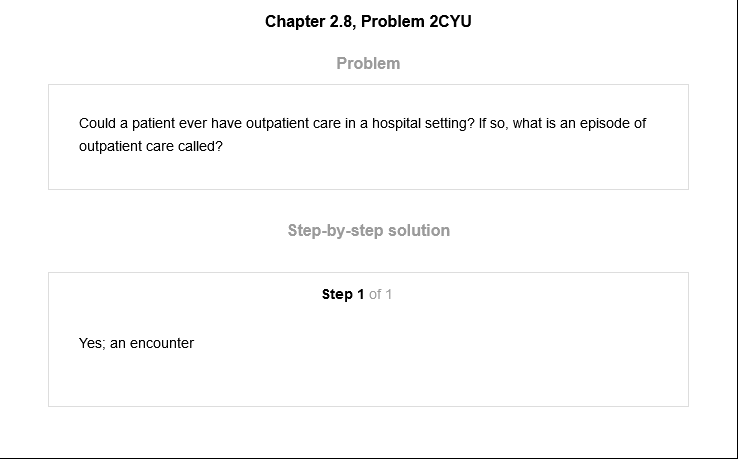 Chapter 2.8, Problem 2CYU
Problem
Could a patient ever have outpatient care in a hospital setting? If so, what is an episode of
outpatient care called?
Step-by-step solution
Step 1 of 1
Yes; an encounter